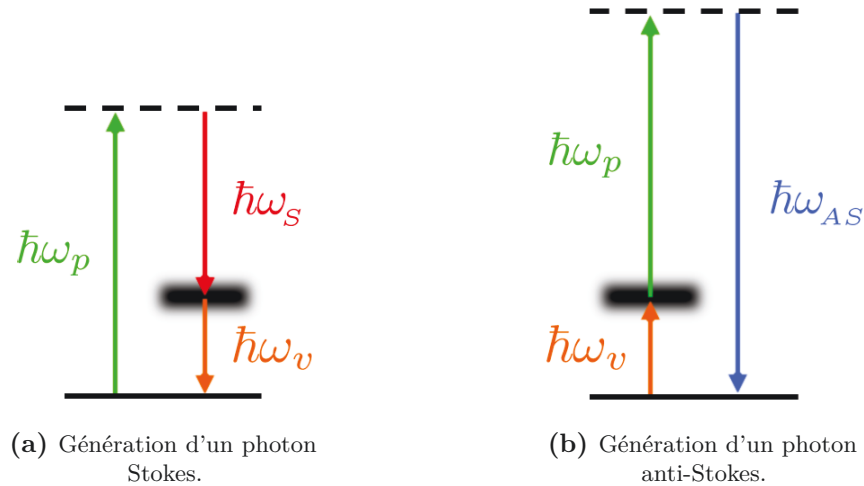 ħω_p
ħω_S
ħω_v
ħω_p
ħω_v
ħω_AS
(a) Génération d'un photon
Stokes.
(b) Génération d'un photon
anti-Stokes.